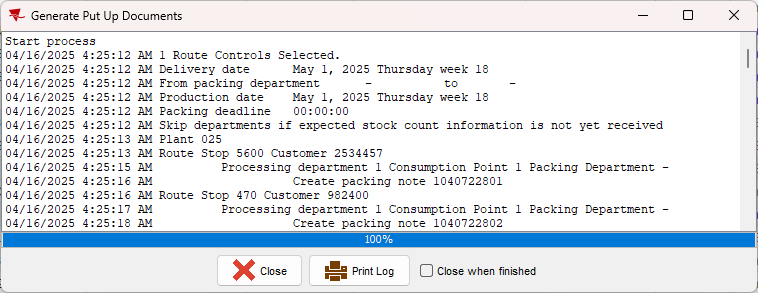 Generate Put Up Documents
Start process
04/16/2025 4:25:12 AM 1 Route Controls Selected.
04/16/2025 4:25:12 AM Delivery date May 1, 2025 Thursday week 18
04/16/2025 4:25:12 AM From packing department - to -
04/16/2025 4:25:12 AM Production date May 1, 2025 Thursday week 18
04/16/2025 4:25:12 AM Packing deadline 00:00:00
04/16/2025 4:25:12 AM Skip departments if expected stock count information is not yet received
04/16/2025 4:25:13 AM Plant 025
04/16/2025 4:25:13 AM Route Stop 5600 Customer 2534457
04/16/2025 4:25:15 AM Processing department 1 Consumption Point 1 Packing Department -
04/16/2025 4:25:16 AM Create packing note 1040722801
04/16/2025 4:25:16 AM Route Stop 470 Customer 982400
04/16/2025 4:25:17 AM Processing department 1 Consumption Point 1 Packing Department -
04/16/2025 4:25:18 AM Create packing note 1040722802
100%
Close
Print Log
Close when finished